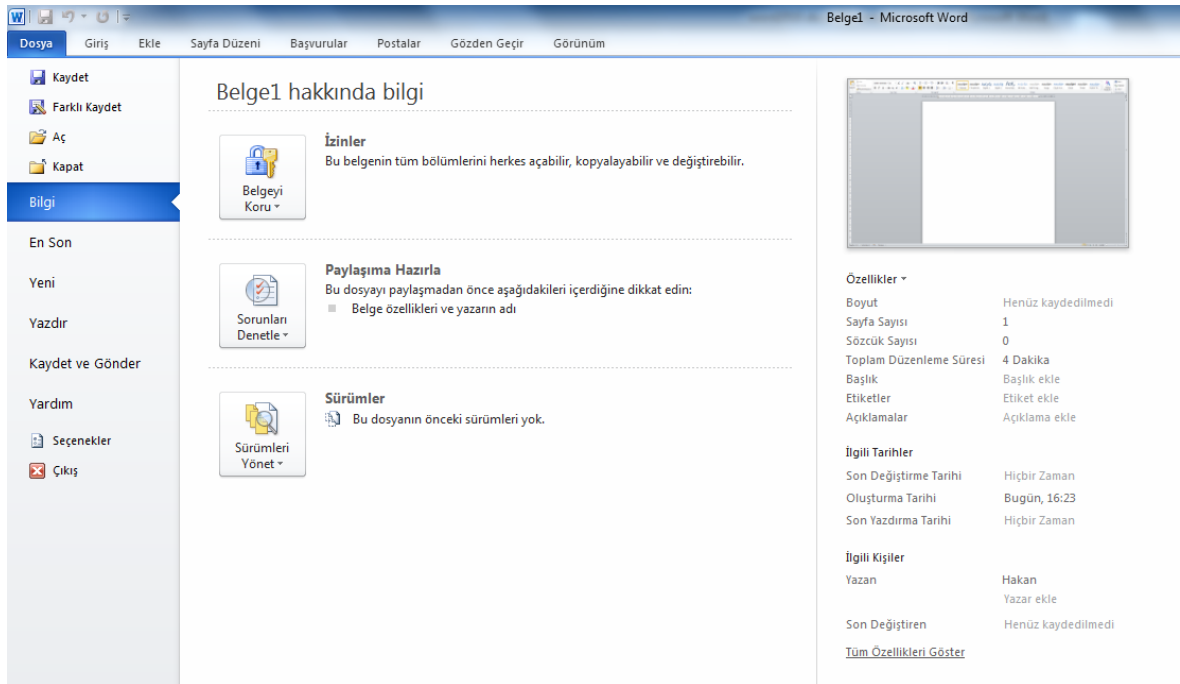 Belge1 - Microsoft Word
Dosya Giriş Ekle Sayfa Düzeni Başvurular Postalar Gözden Geçir Görünüm
Kaydet
Farklı Kaydet
Aç
Kapat
Bilgi
En Son
Yeni
Yazdır
Kaydet ve Gönder
Yardım
Seçenekler
Çıkış
Belge1 hakkında bilgi
Belgeyi
Koru
İzinler
Bu belgenin tüm bölümlerini herkes açabilir, kopyalayabilir ve değiştirebilir.
Sorunları
Denetle
Paylaşıma Hazırla
Bu dosyayı paylaşmadan önce aşağıdakileri içerdiğine dikkat edin:
Belge özellikleri ve yazarın adı
Sürümleri
Yönet
Sürümler
Bu dosyanın önceki sürümleri yok.
Özellikler
Boyut Henüz kaydedilmedi
Sayfa Sayısı 1
Sözcük Sayısı 0
Toplam Düzenleme Süresi 4 Dakika
Başlık Başlık ekle
Etiketler Etiket ekle
Açıklamalar Açıklama ekle
İlgili Tarihler
Son Değiştirme Tarihi Hiçbir Zaman
Oluşturma Tarihi Bugün, 16:23
Son Yazdırma Tarihi Hiçbir Zaman
İlgili Kişiler
Yazan Hakan
Yazar ekle
Son Değiştiren Henüz kaydedilmedi
Tüm Özellikleri Göster